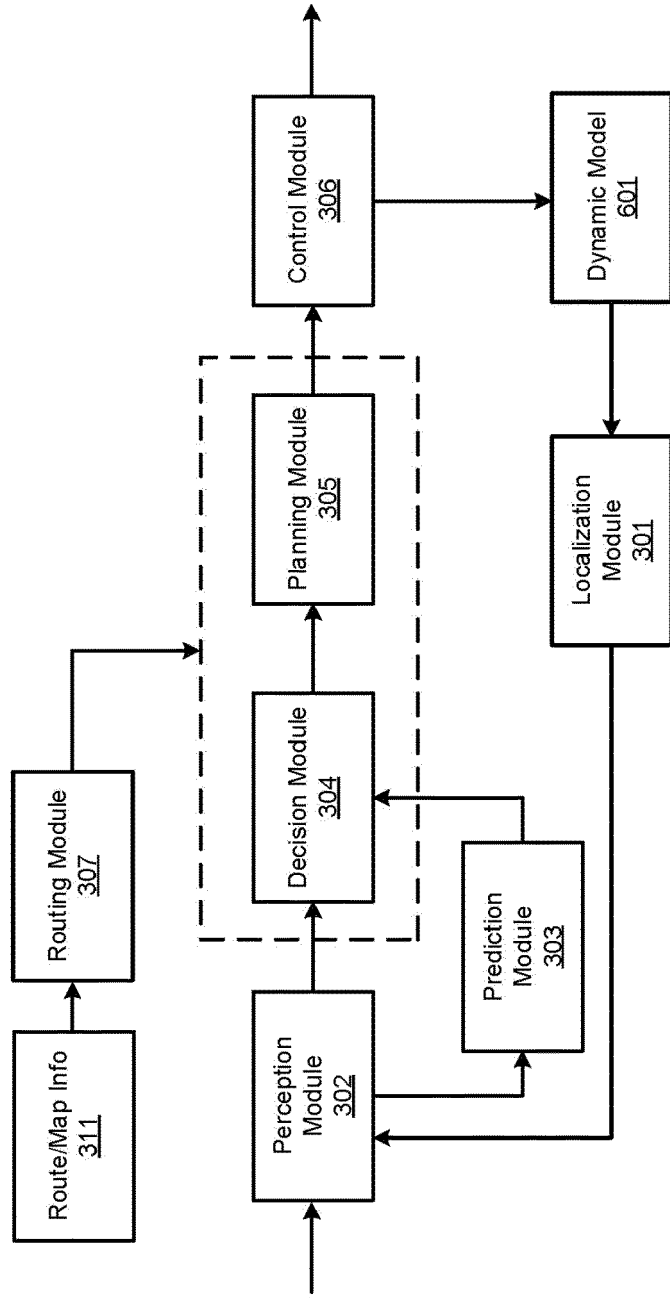 Route/Map Info
311
Routing Module
307
Perception
Module
302
Decision Module
304
Planning Module
305
Control Module
306
Prediction
Module
303
Localization
Module
301
Dynamic Model
601